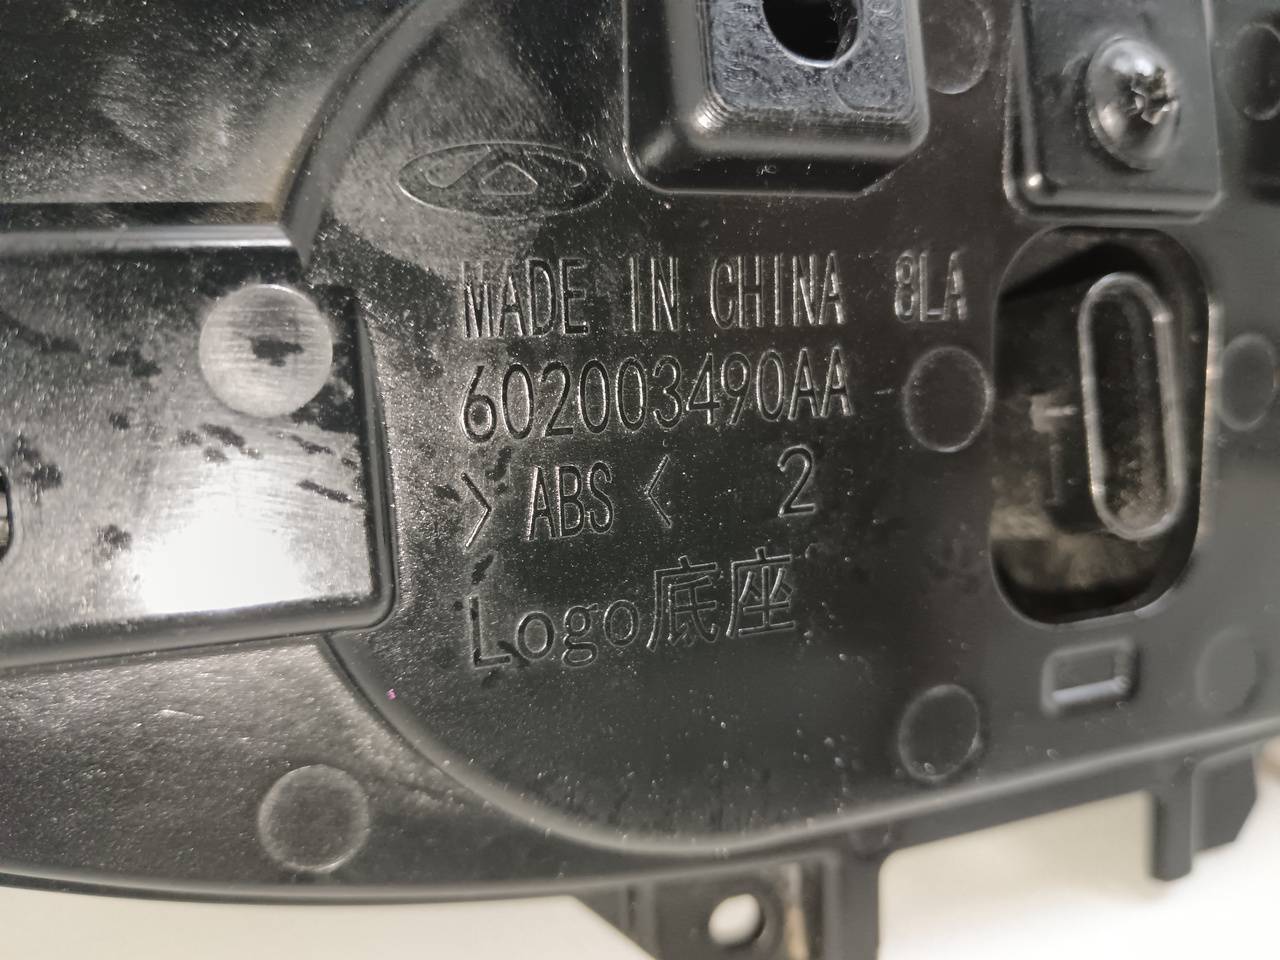 MADE IN CHINA 8LA
602003490AA
> ABS < 2
Logo底座